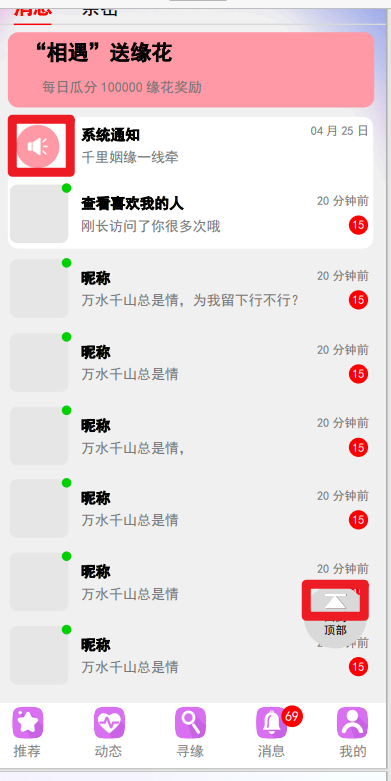 “相遇”送缘花
每日瓜分 100000 缘花奖励
系统通知
04 月 25 日
千里姻缘一线牵
查看喜欢我的人
20 分钟前
刚长访问了你很多次哦
15
昵称
20 分钟前
万水千山总是情，为我留下行不行？
15
昵称
20 分钟前
万水千山总是情
15
昵称
20 分钟前
万水千山总是情，
15
昵称
20 分钟前
万水千山总是情
15
昵称
20 分钟前
万水千山总是情
顶部
昵称
分钟前
万水千山总是情
15
69
推荐
动态
寻缘
消息
我的